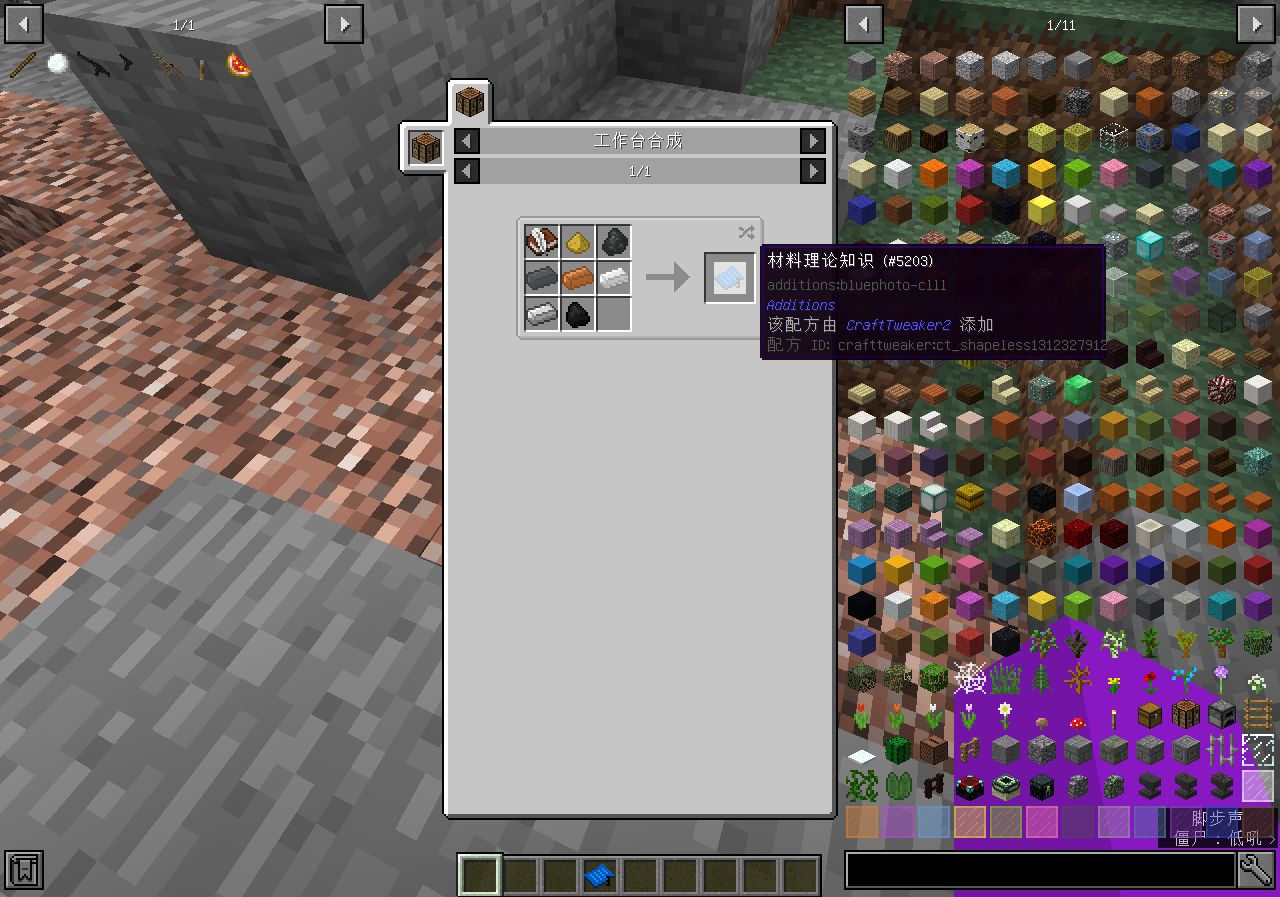 1/1
1/11
工作台合成
1/1
材料理论知识 (#5203)
additions:bluephoto-clll
Additions
该配方由 CraftTweaker2 添加
配方 ID: crafttweaker:ct_shapeless1312327912
脚步声
僵尸：低吼 >